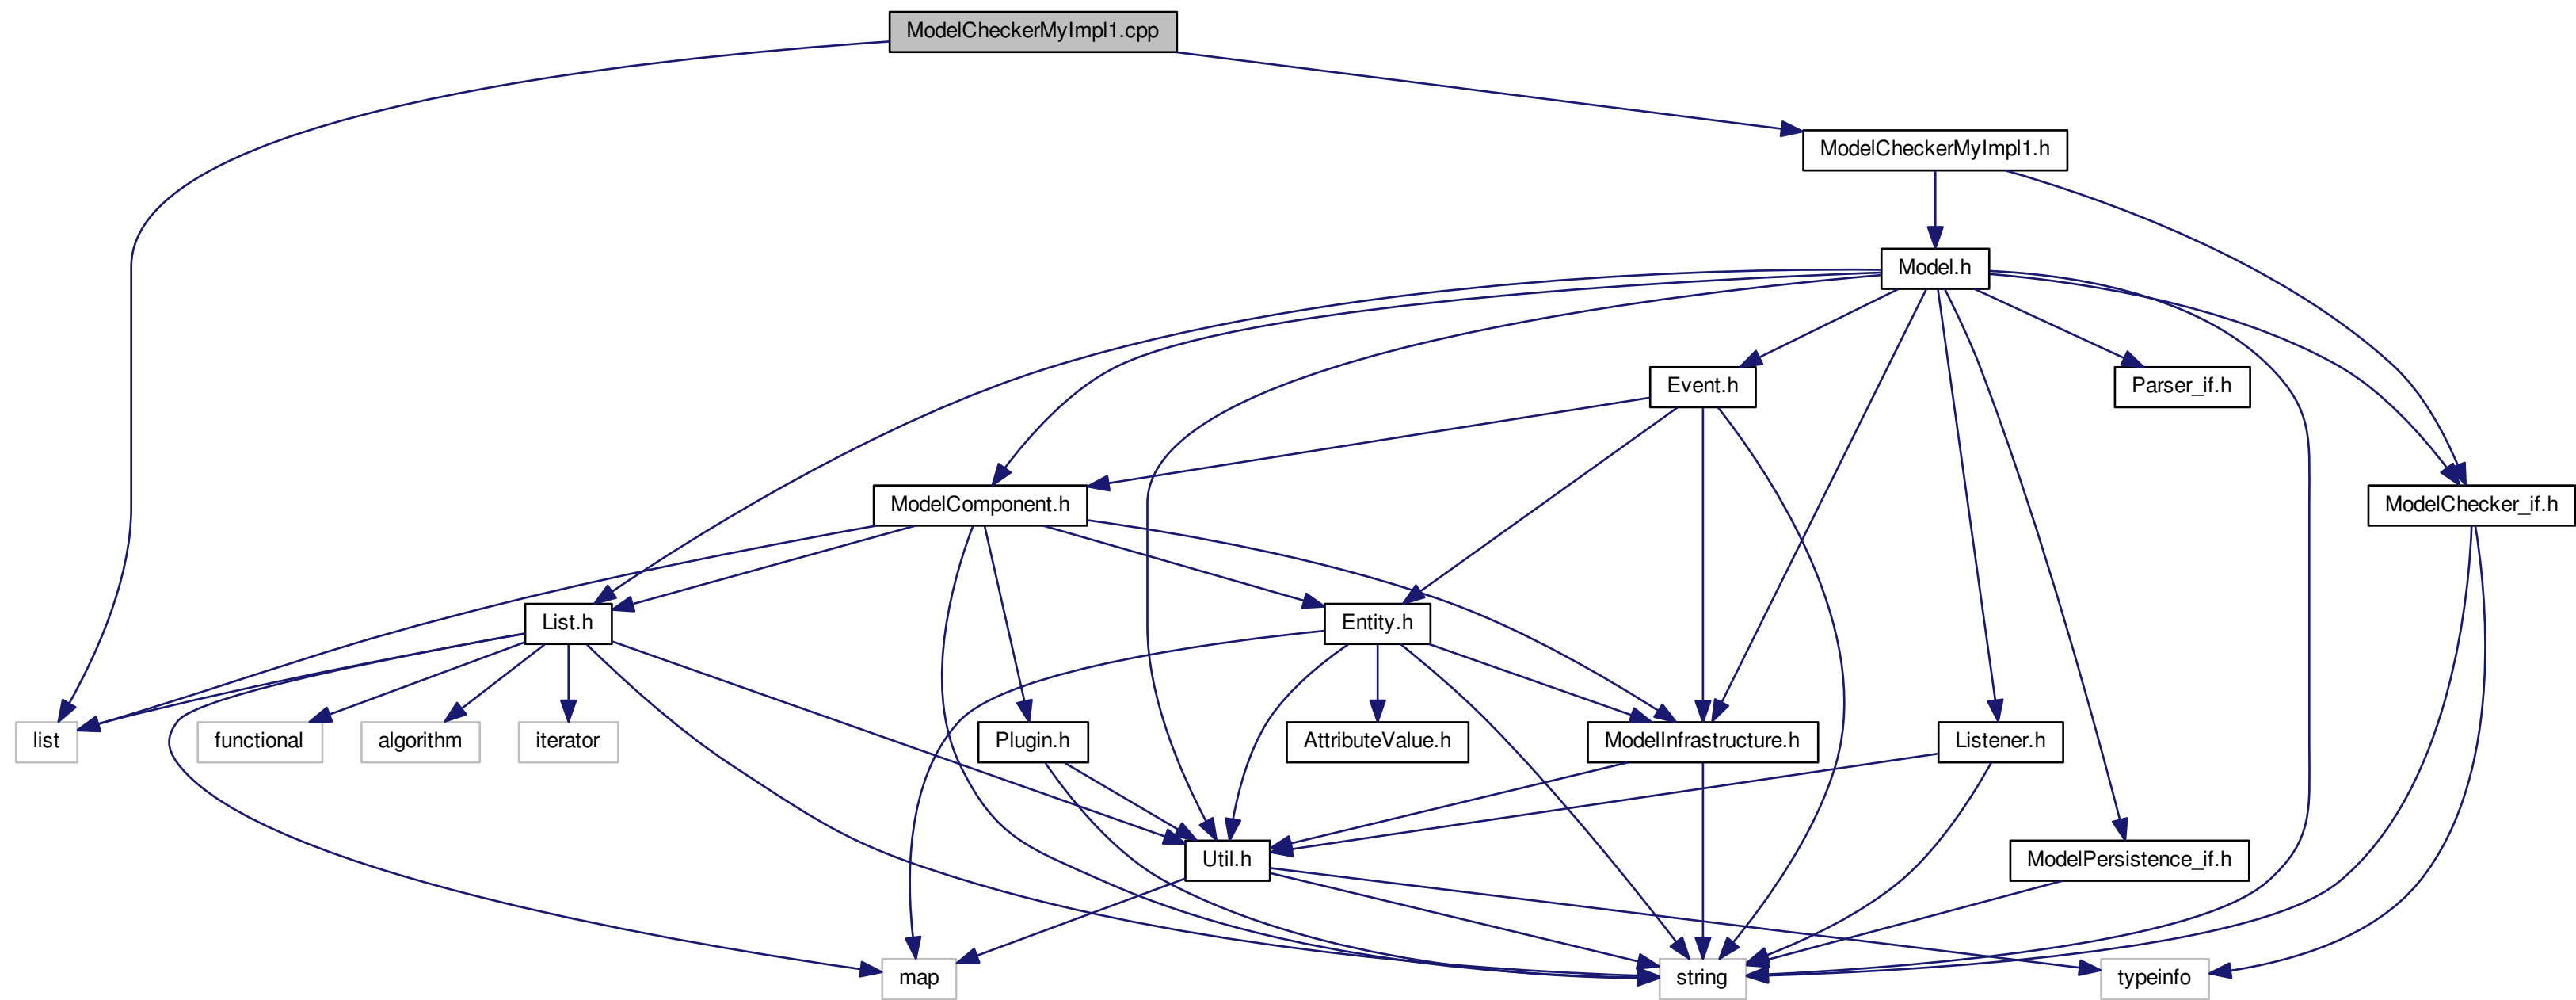 ModelCheckerMyImpl1.cpp
ModelCheckerMyImpl1.h
Model.h
Event.h
Parser_if.h
ModelComponent.h
ModelChecker_if.h
List.h
Entity.h
list
functional
algorithm
iterator
Plugin.h
AttributeValue.h
ModelInfrastructure.h
Listener.h
Util.h
ModelPersistence_if.h
map
string
typeinfo